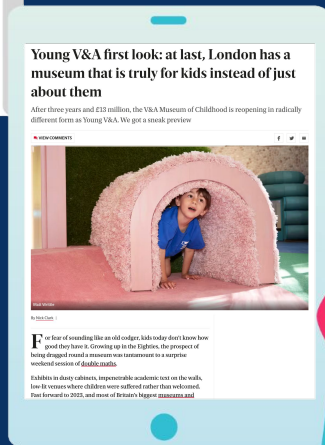 Young V&A first look: at last, London has a
museum that is truly for kids instead of just
about them
After three years and £13 million, the V&A Museum of Childhood is reopening in radically
different form as Young V&A. We got a sneak preview
VIEW COMMENTS
Matt Writtle
By Nick Clark |
For fear of sounding like an old codger, kids today don't know how
good they have it. Growing up in the Eighties, the prospect of
being dragged round a museum was tantamount to a surprise
weekend session of double maths.
Exhibits in dusty cabinets, impenetrable academic text on the walls,
low-lit venues where children were suffered rather than welcomed.
Fast forward to 2023, and most of Britain's biggest museums and